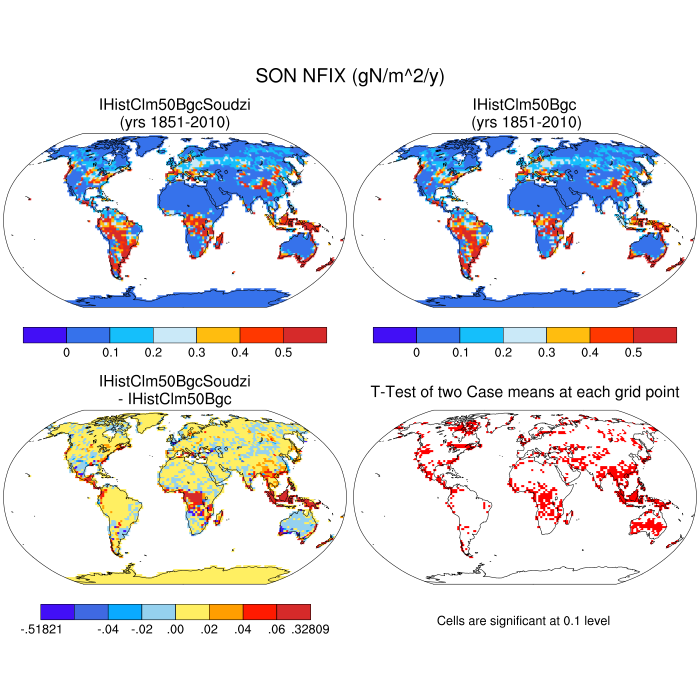 SON NFIX (gN/m^2/y)
IHistClm50BgcSoudzi
(yrs 1851-2010)
IHistClm50Bgc
(yrs 1851-2010)
0 0.1 0.2 0.3 0.4 0.5
0 0.1 0.2 0.3 0.4 0.5
IHistClm50BgcSoudzi
- IHistClm50Bgc
T-Test of two Case means at each grid point
-.51821 -.04 -.02 .00 .02 .04 .06 .32809
Cells are significant at 0.1 level